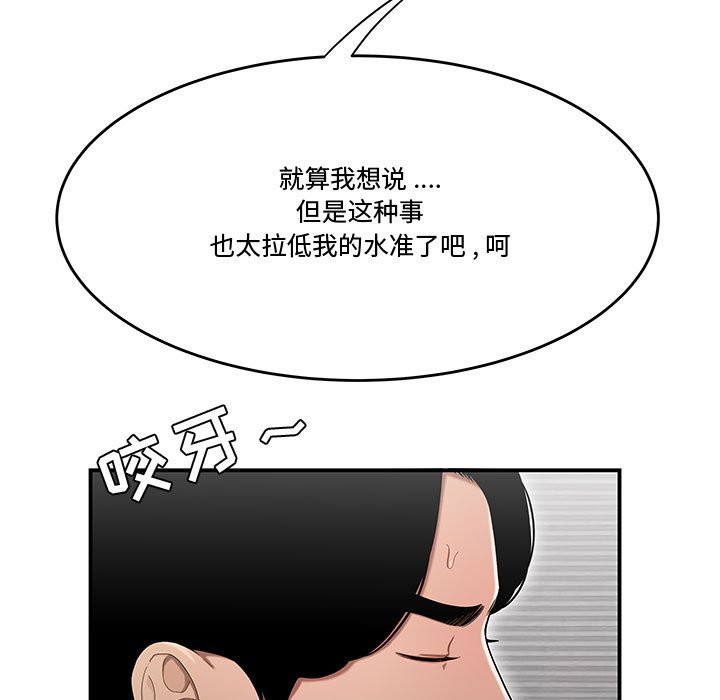 就算我想说 ....
但是这种事
也太拉低我的水准了吧 , 呵
咬牙～